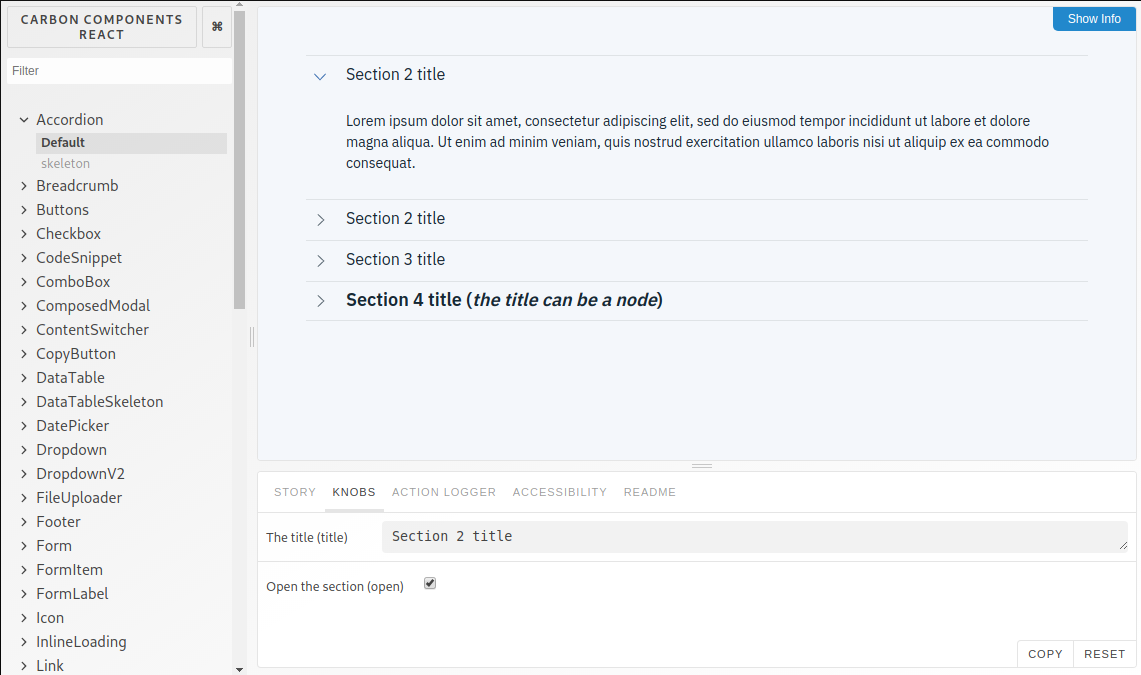 CARBON COMPONENTS
REACT
⌘
Filter
Accordion
Default
skeleton
Breadcrumb
Buttons
Checkbox
CodeSnippet
ComboBox
ComposedModal
ContentSwitcher
CopyButton
DataTable
DataTableSkeleton
DatePicker
Dropdown
DropdownV2
FileUploader
Footer
Form
FormItem
FormLabel
Icon
InlineLoading
Link
Show Info
Section 2 title
Lorem ipsum dolor sit amet, consectetur adipiscing elit, sed do eiusmod tempor incididunt ut labore et dolore
magna aliqua. Ut enim ad minim veniam, quis nostrud exercitation ullamco laboris nisi ut aliquip ex ea commodo
consequat.
Section 2 title
Section 3 title
Section 4 title (the title can be a node)
STORY KNOBS ACTION LOGGER ACCESSIBILITY README
The title (title) Section 2 title
Open the section (open)
COPY RESET